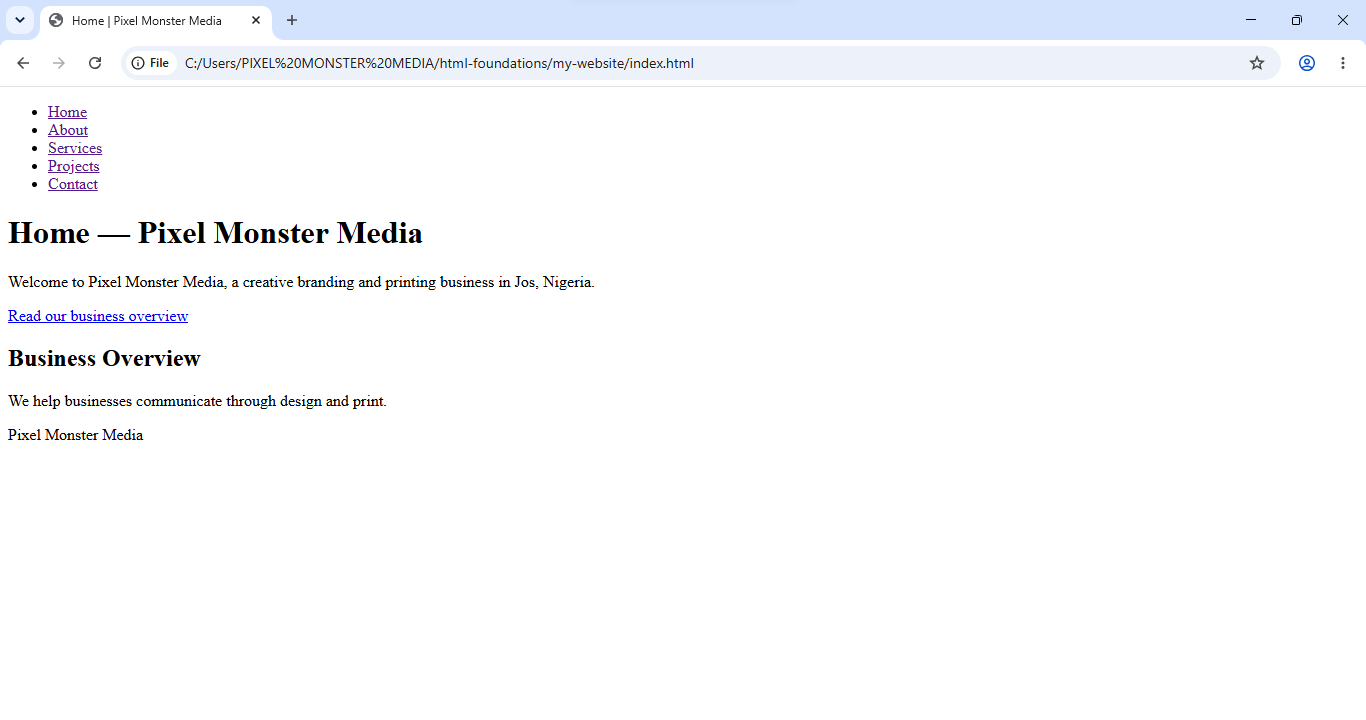 Home | Pixel Monster Media
File
C:/Users/PIXEL%20MONSTER%20MEDIA/html-foundations/my-website/index.html
Home
About
Services
Projects
Contact
Home — Pixel Monster Media
Welcome to Pixel Monster Media, a creative branding and printing business in Jos, Nigeria.
Read our business overview
Business Overview
We help businesses communicate through design and print.
Pixel Monster Media